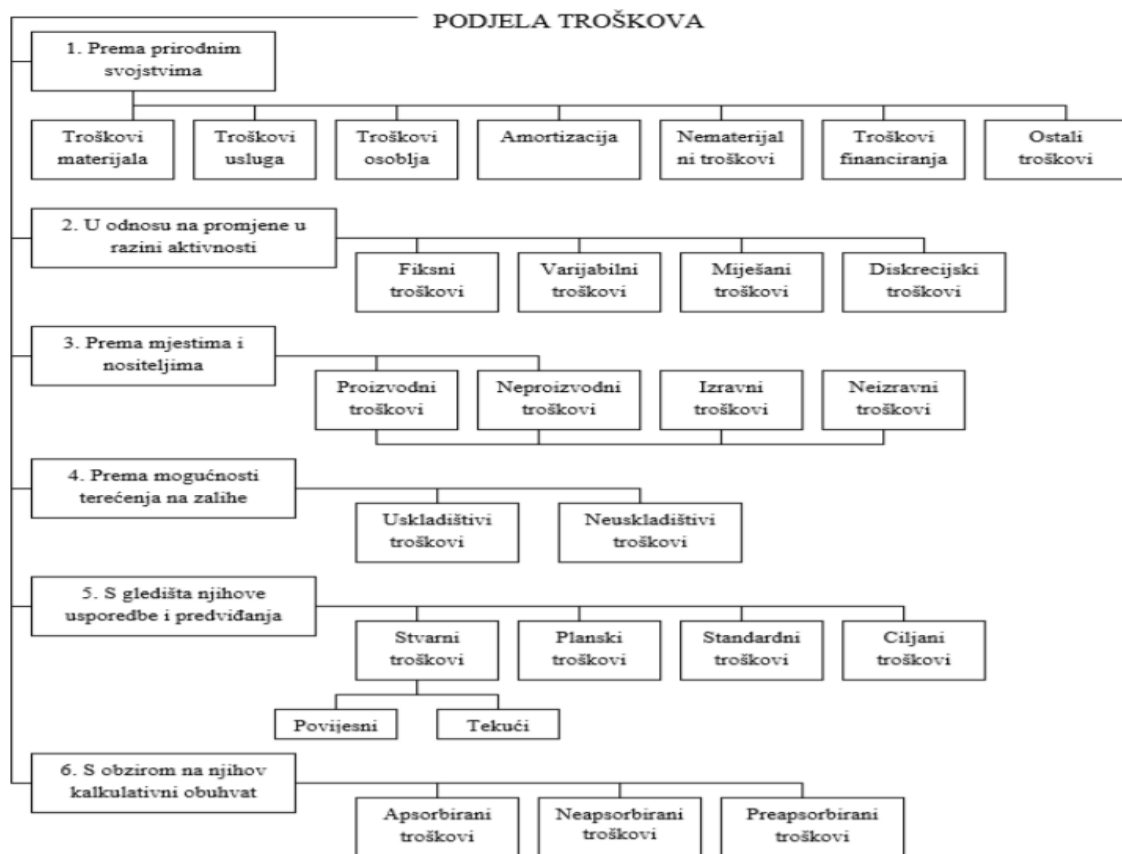 PODJELA TROŠKOVA
1. Prema prirodnim
svojstvima
Troškovi
materijala
Troškovi
usluga
Troškovi
osoblja
Amortizacija
Nematerijal
ni troškovi
Troškovi
financiranja
Ostali
troškovi
2. U odnosu na promjene u
razini aktivnosti
Fiksni
troškovi
Varijabilni
troškovi
Miješani
troškovi
Diskrecijski
troškovi
3. Prema mjestima i
nositeljima
Proizvodni
troškovi
Neproizvodni
troškovi
Izravni
troškovi
Neizravni
troškovi
4. Prema mogućnosti
terećenja na zalihe
Uskladištivi
troškovi
Neuskladištivi
troškovi
5. S gledišta njihove
usporedbe i predviđanja
Stvarni
troškovi
Planski
troškovi
Standardni
troškovi
Ciljani
troškovi
Povijesni
Tekući
6. S obzirom na njihov
kalkulativni obuhvat
Apsorbirani
troškovi
Neapsorbirani
troškovi
Preapsorbirani
troškovi